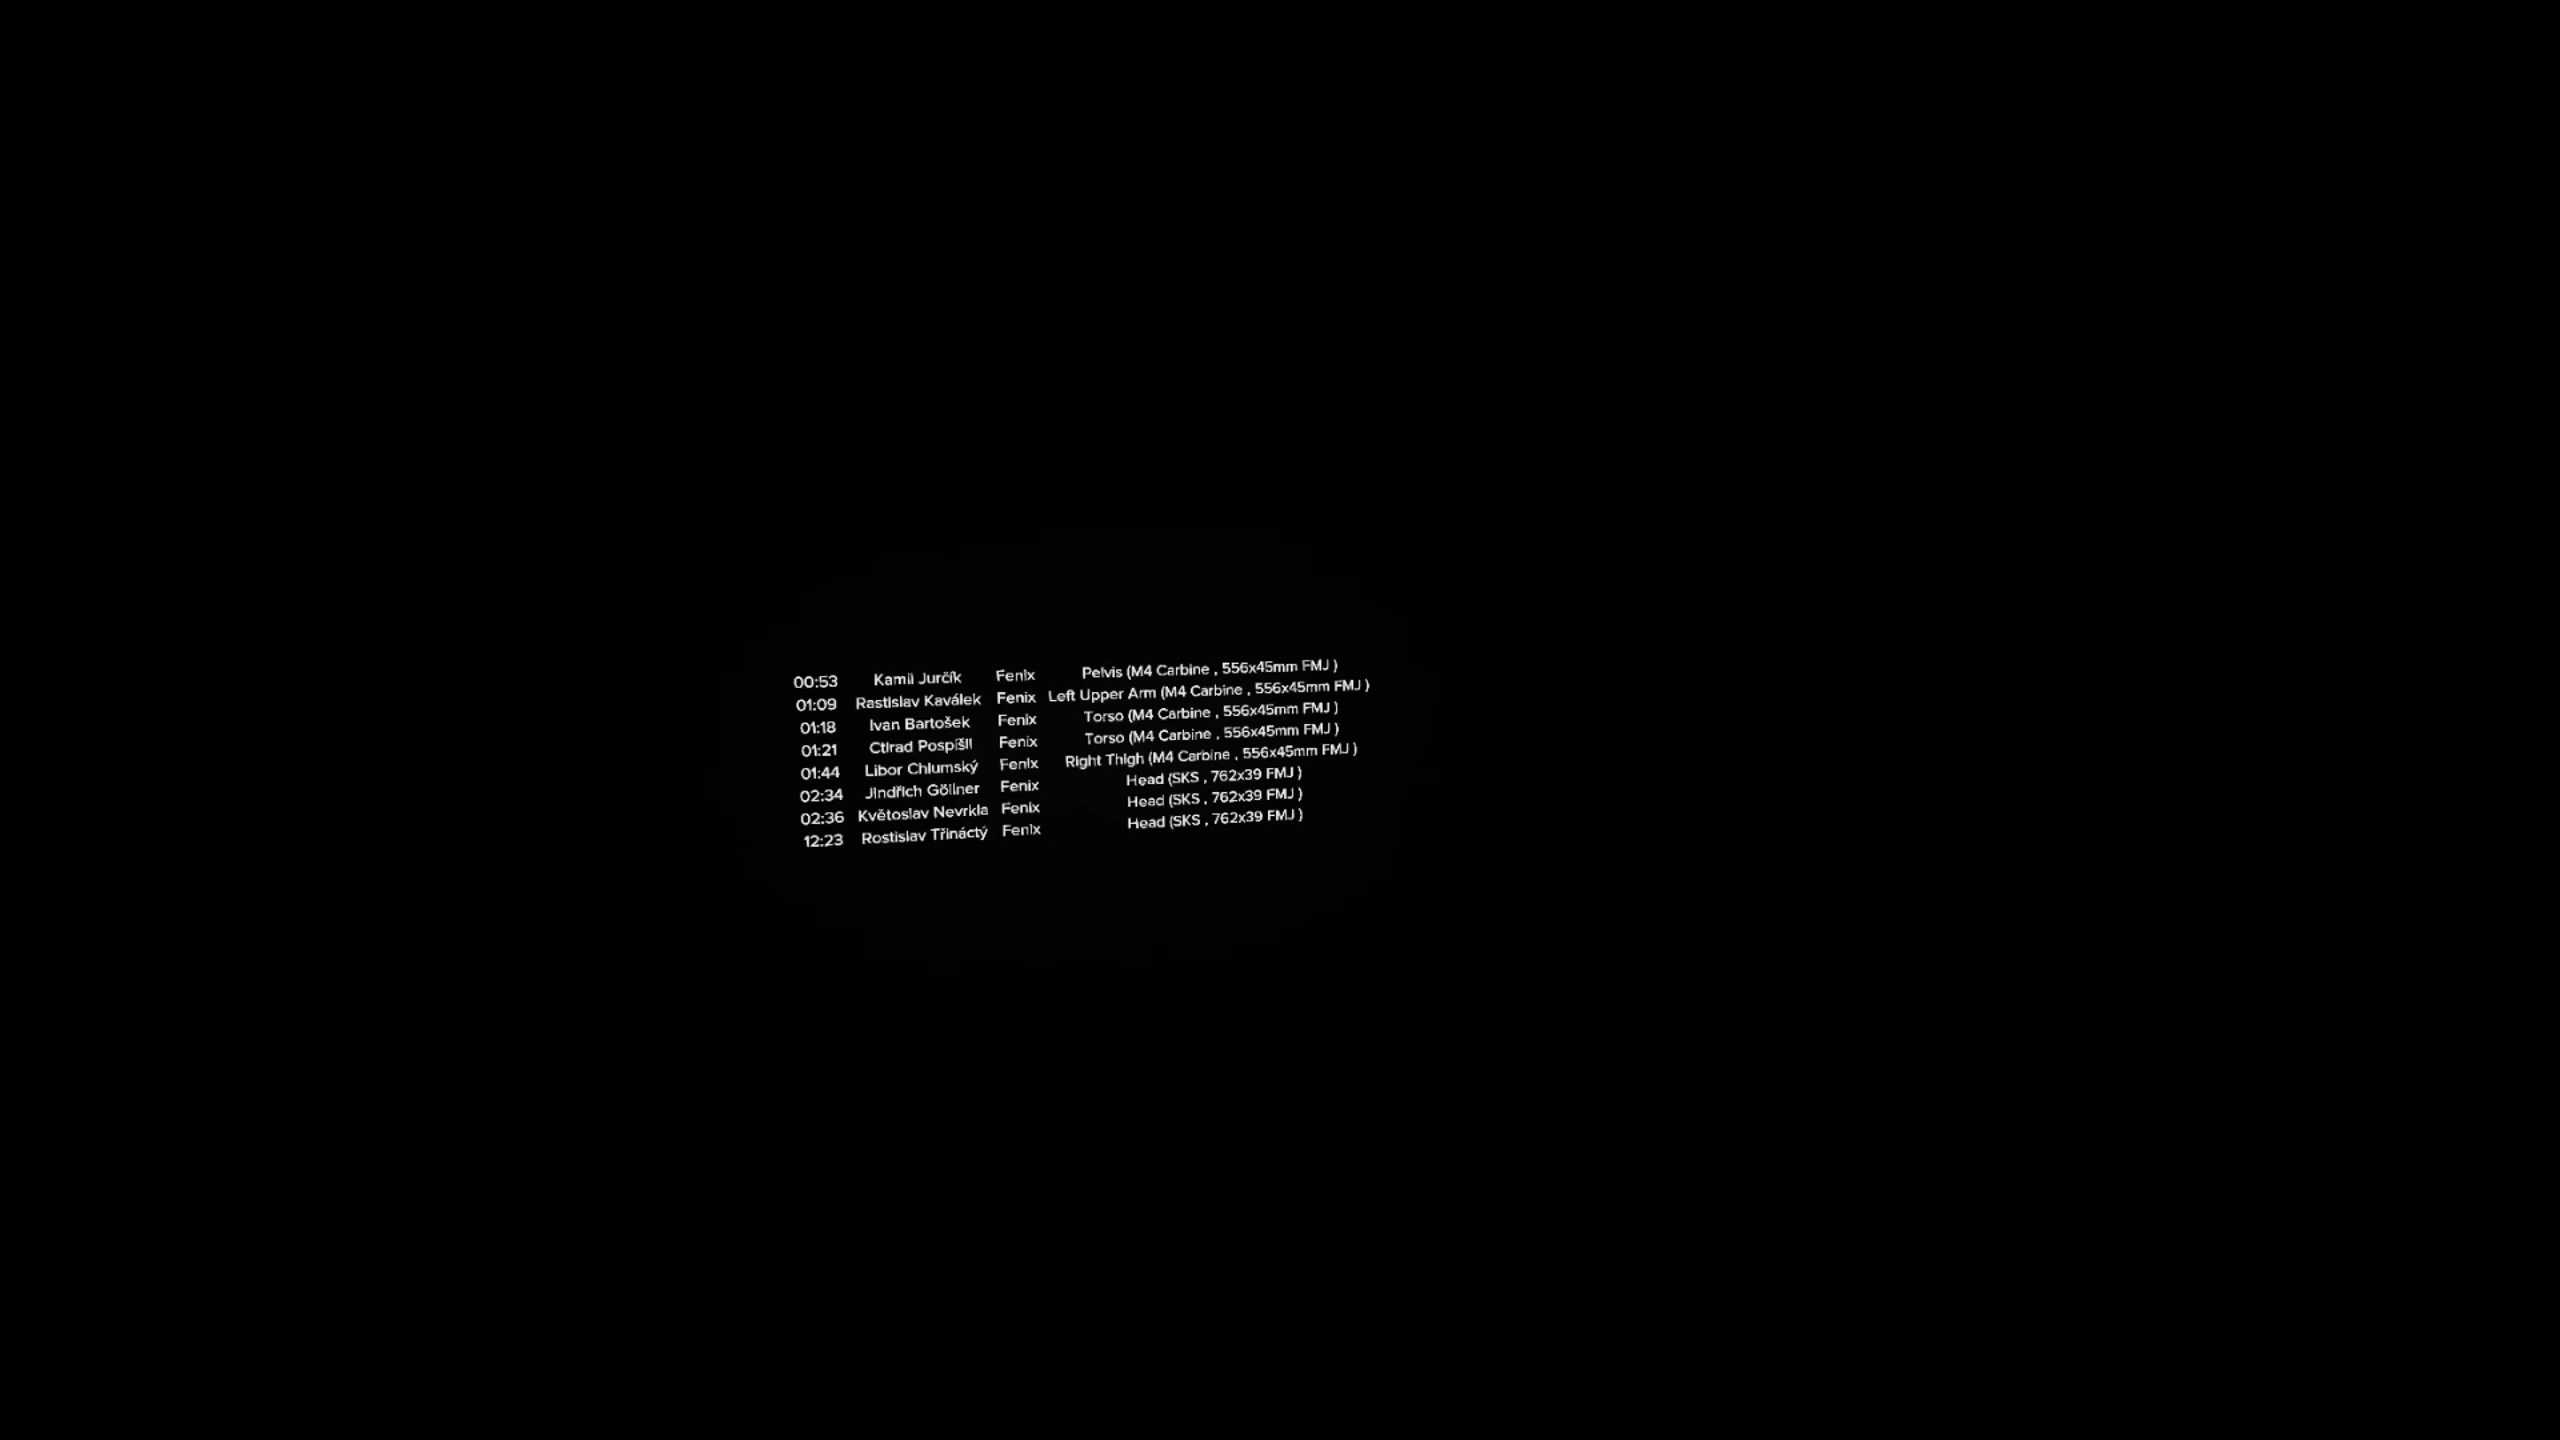 00:53 Kamil Jurčík Fenix Pelvis (M4 Carbine , 556x45mm FMJ )
01:09 Rastislav Kaválek Fenix Left Upper Arm (M4 Carbine , 556x45mm FMJ )
01:18 Ivan Bartošek Fenix Torso (M4 Carbine , 556x45mm FMJ )
01:21 Ctirad Pospíšil Fenix Torso (M4 Carbine , 556x45mm FMJ )
01:44 Libor Chlumský Fenix Right Thigh (M4 Carbine , 556x45mm FMJ )
02:34 Jindřich Göllner Fenix Head (SKS , 762x39 FMJ )
02:36 Květoslav Nevrkla Fenix Head (SKS , 762x39 FMJ )
12:23 Rostislav Třináctý Fenix Head (SKS , 762x39 FMJ )